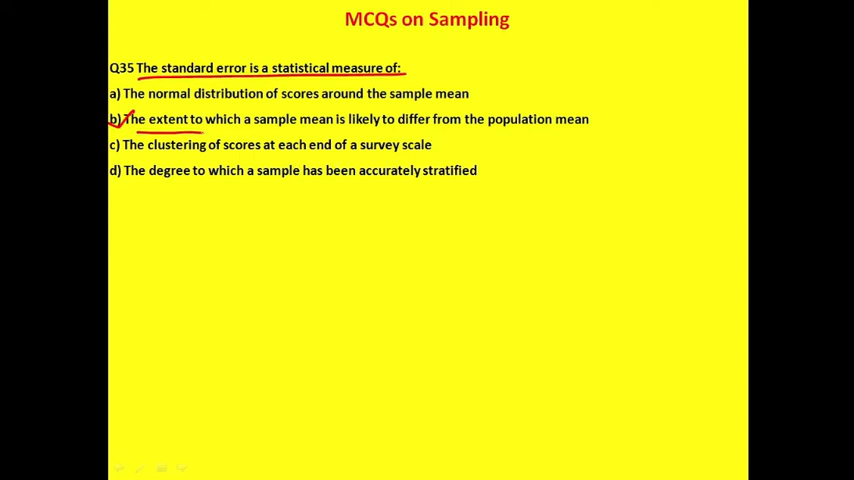 MCQs on Sampling
Q35 The standard error is a statistical measure of:
a) The normal distribution of scores around the sample mean
b) The extent to which a sample mean is likely to differ from the population mean
c) The clustering of scores at each end of a survey scale
d) The degree to which a sample has been accurately stratified